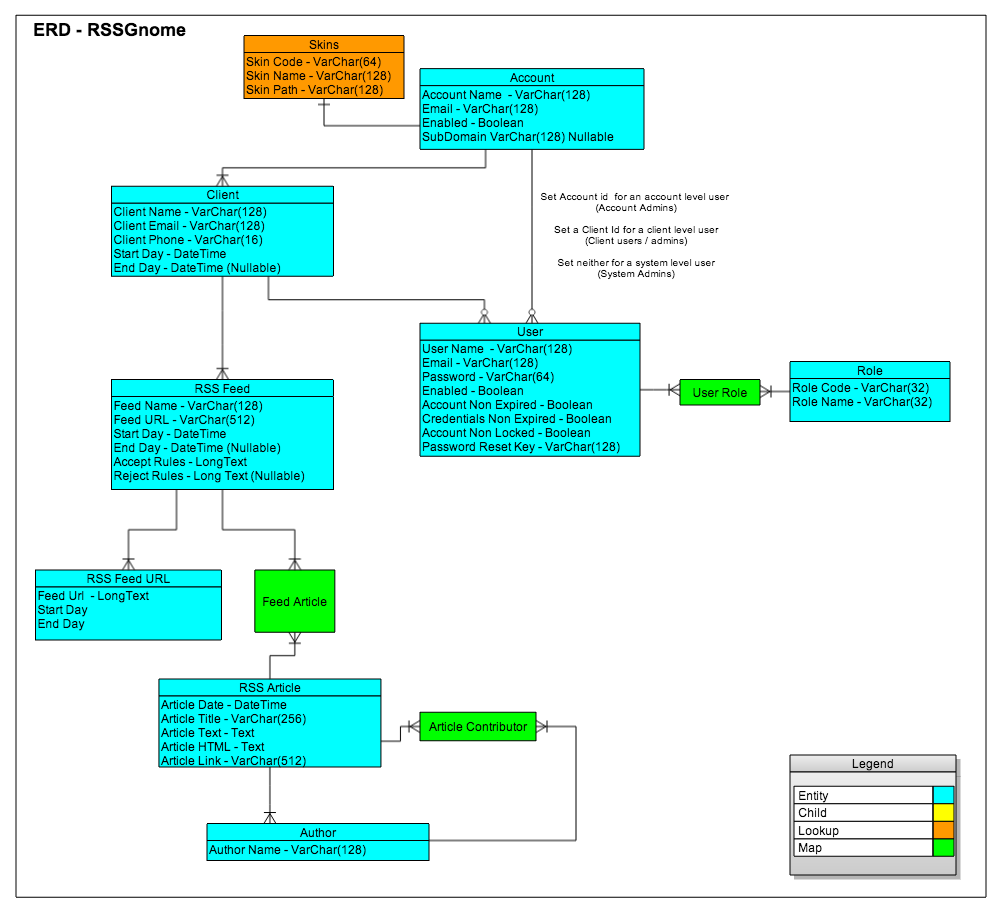 ERD - RSSGnome
Skins
Skin Code - VarChar(64)
Skin Name - VarChar(128)
Skin Path - VarChar(128)
Account
Account Name  - VarChar(128)
Email - VarChar(128)
Enabled - Boolean
SubDomain VarChar(128) Nullable
Client
Client Name - VarChar(128)
Client Email - VarChar(128)
Client Phone - VarChar(16)
Start Day - DateTime
End Day - DateTime (Nullable)
Set Account id  for an account level user
(Account Admins)
Set a Client Id for a client level user
(Client users / admins)
Set neither for a system level user
(System Admins)
User
User Name  - VarChar(128)
Email - VarChar(128)
Password - VarChar(64)
Enabled - Boolean
Account Non Expired - Boolean
Credentials Non Expired - Boolean
Account Non Locked - Boolean
Password Reset Key - VarChar(128)
User Role
Role
Role Code - VarChar(32)
Role Name - VarChar(32)
RSS Feed
Feed Name - VarChar(128)
Feed URL - VarChar(512)
Start Day - DateTime
End Day - DateTime (Nullable)
Accept Rules - LongText
Reject Rules - Long Text (Nullable)
RSS Feed URL
Feed Url  - LongText
Start Day
End Day
Feed Article
RSS Article
Article Date - DateTime
Article Title - VarChar(256)
Article Text - Text
Article HTML - Text
Article Link - VarChar(512)
Article Contributor
Author
Author Name - VarChar(128)
Legend
Entity
Child
Lookup
Map